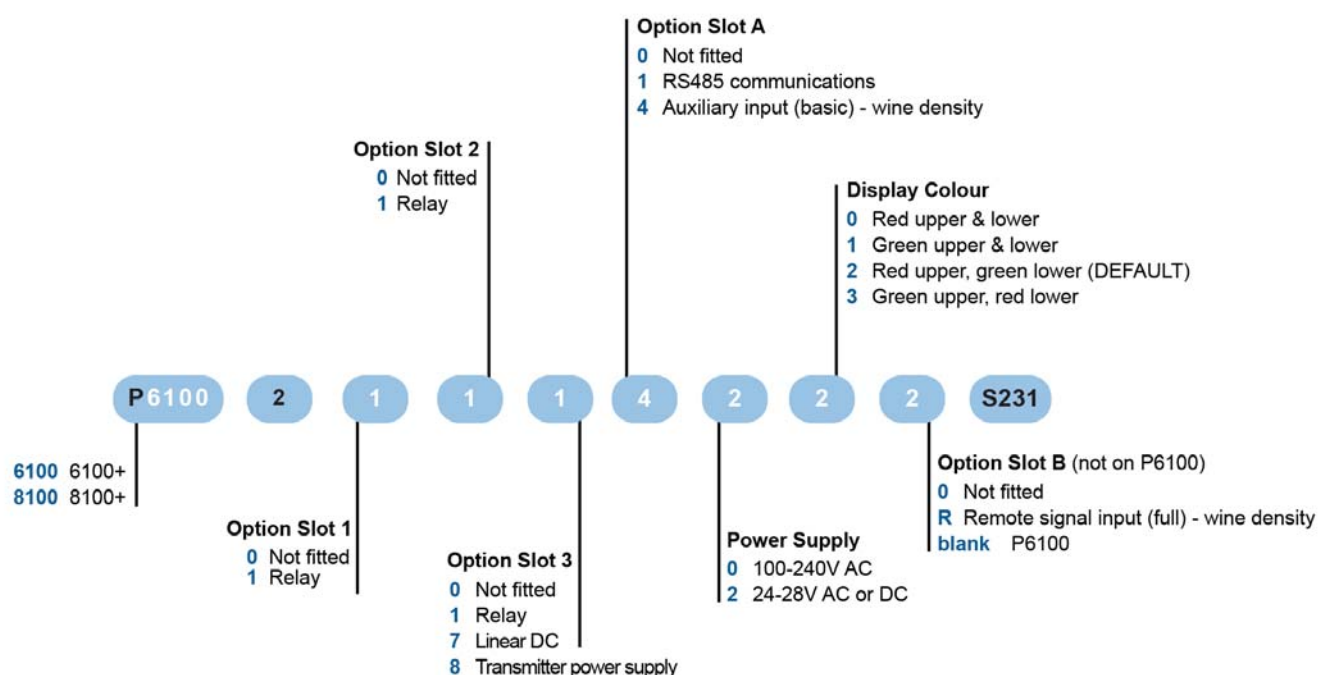 Option Slot A
0 Not fitted
1 RS485 communications
4 Auxiliary input (basic) - wine density
Option Slot 2
0 Not fitted
1 Relay
Display Colour
0 Red upper & lower
1 Green upper & lower
2 Red upper, green lower (DEFAULT)
3 Green upper, red lower
P6100 2 1 1 1 4 2 2 2 S231
6100 6100+
8100 8100+
Option Slot 1
0 Not fitted
1 Relay
Option Slot 3
0 Not fitted
1 Relay
7 Linear DC
8 Transmitter power supply
Power Supply
0 100-240V AC
2 24-28V AC or DC
Option Slot B (not on P6100)
0 Not fitted
R Remote signal input (full) - wine density
blank P6100